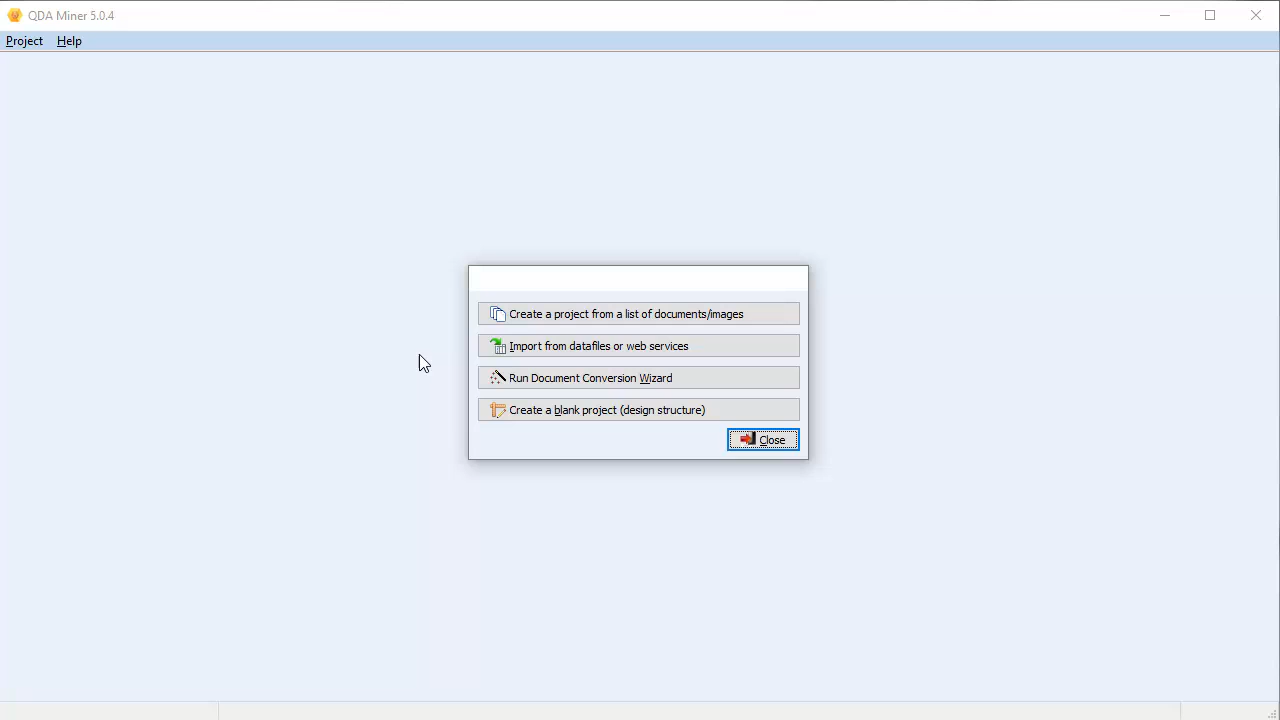 QDA Miner 5.0.4
Project Help
Create a project from a list of documents/images
Import from datafiles or web services
Run Document Conversion Wizard
Create a blank project (design structure)
Close